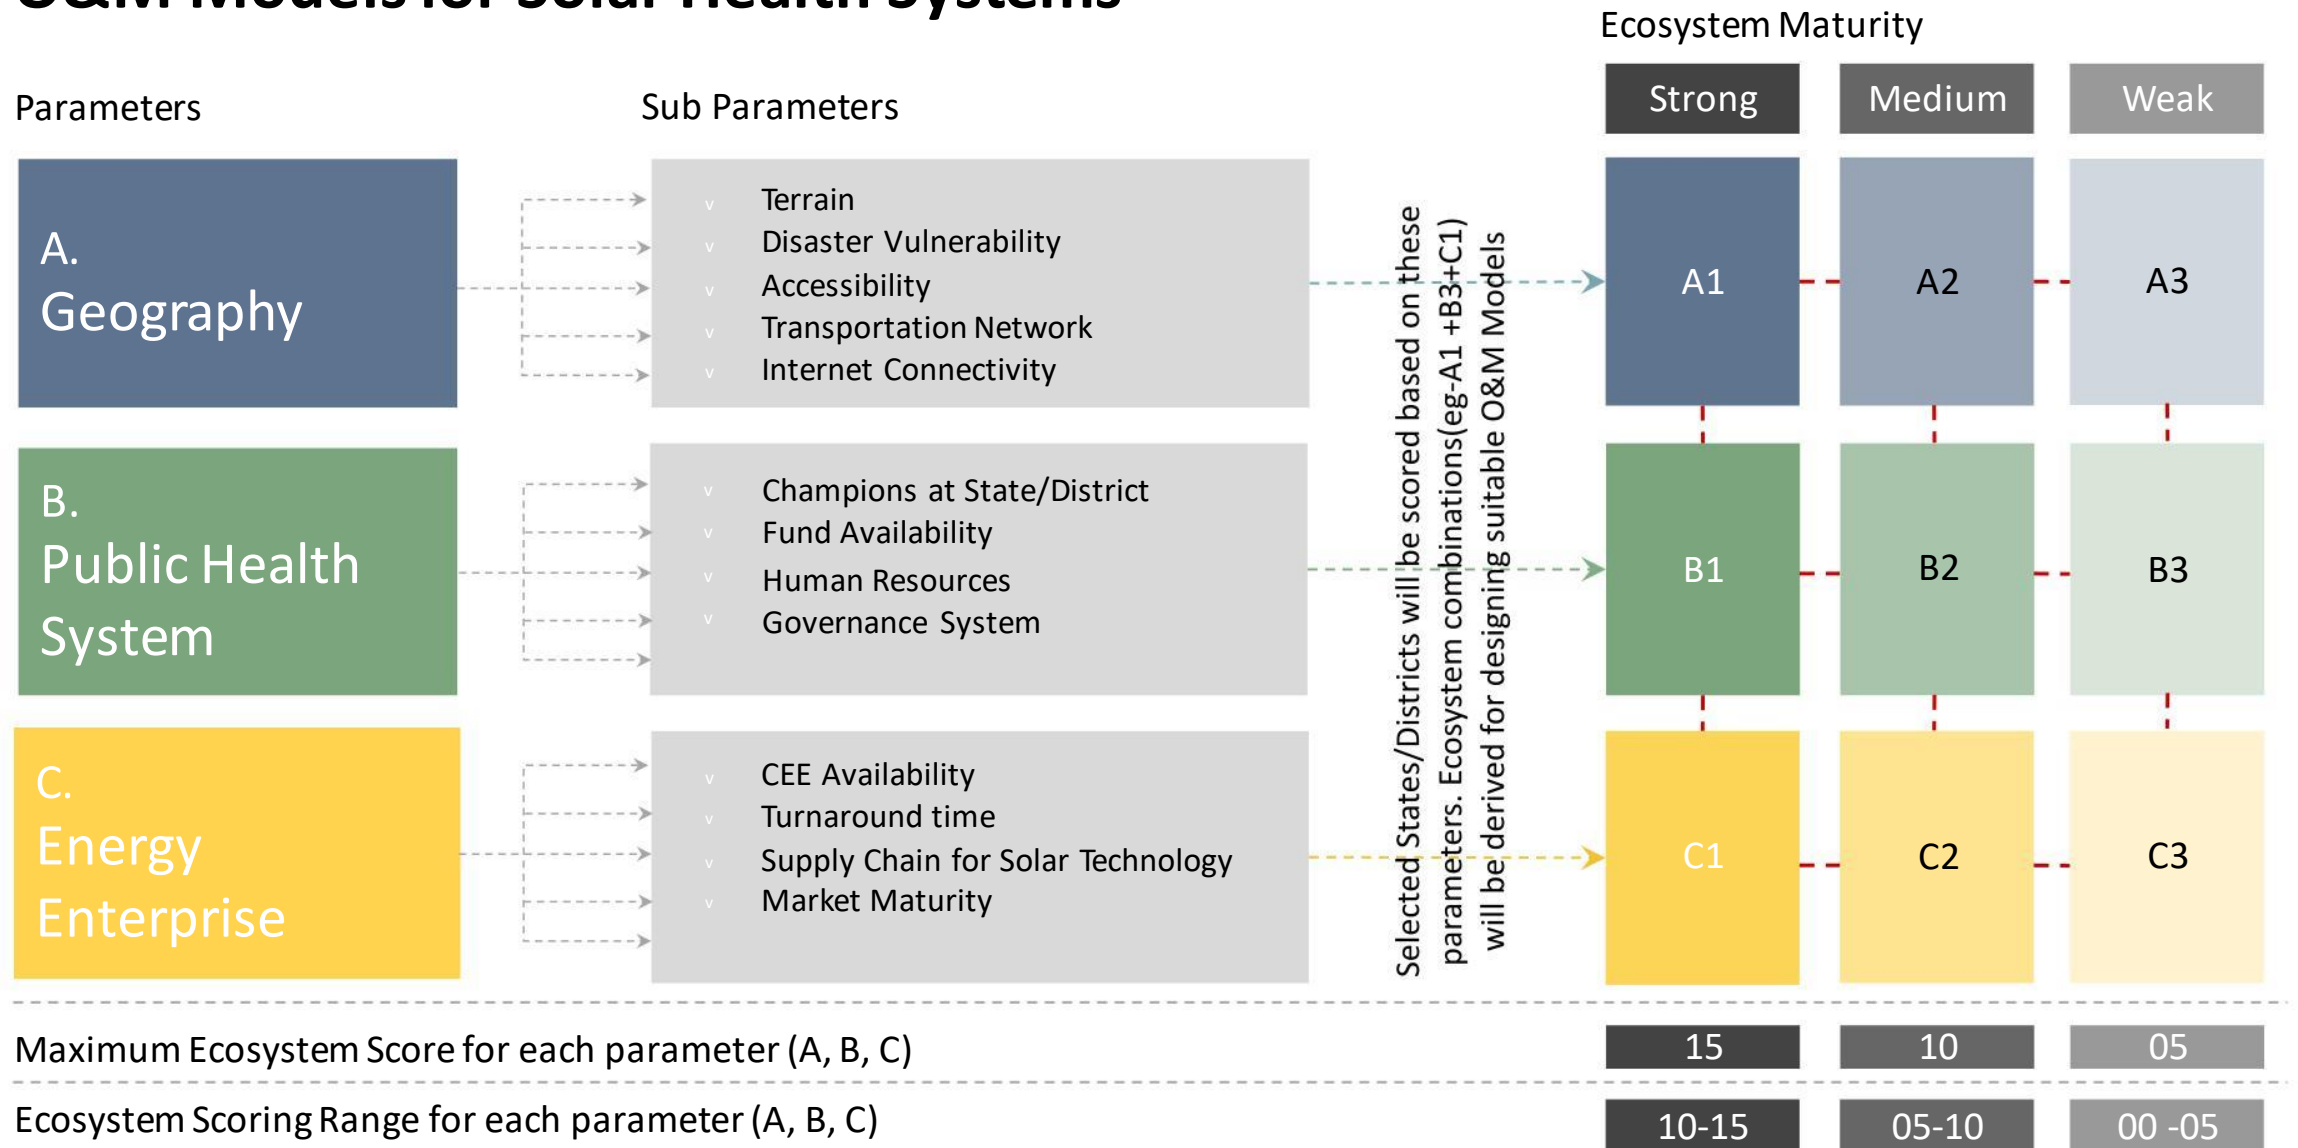 O&M Models for Solar Health Systems
Ecosystem Maturity
Parameters
Sub Parameters
Strong
Medium
Weak
A.
Geography
v Terrain
v Disaster Vulnerability
v Accessibility
v Transportation Network
v Internet Connectivity
A1
A2
A3
B.
Public Health
System
v Champions at State/District
v Fund Availability
v Human Resources
v Governance System
B1
B2
B3
C.
Energy
Enterprise
v CEE Availability
v Turnaround time
v Supply Chain for Solar Technology
v Market Maturity
C1
C2
C3
Selected States/Districts will be scored based on these
parameters. Ecosystem combinations(eg-A1 +B3+C1)
will be derived for designing suitable O&M Models
Maximum Ecosystem Score for each parameter (A, B, C)
15
10
05
Ecosystem Scoring Range for each parameter (A, B, C)
10-15
05-10
00 -05